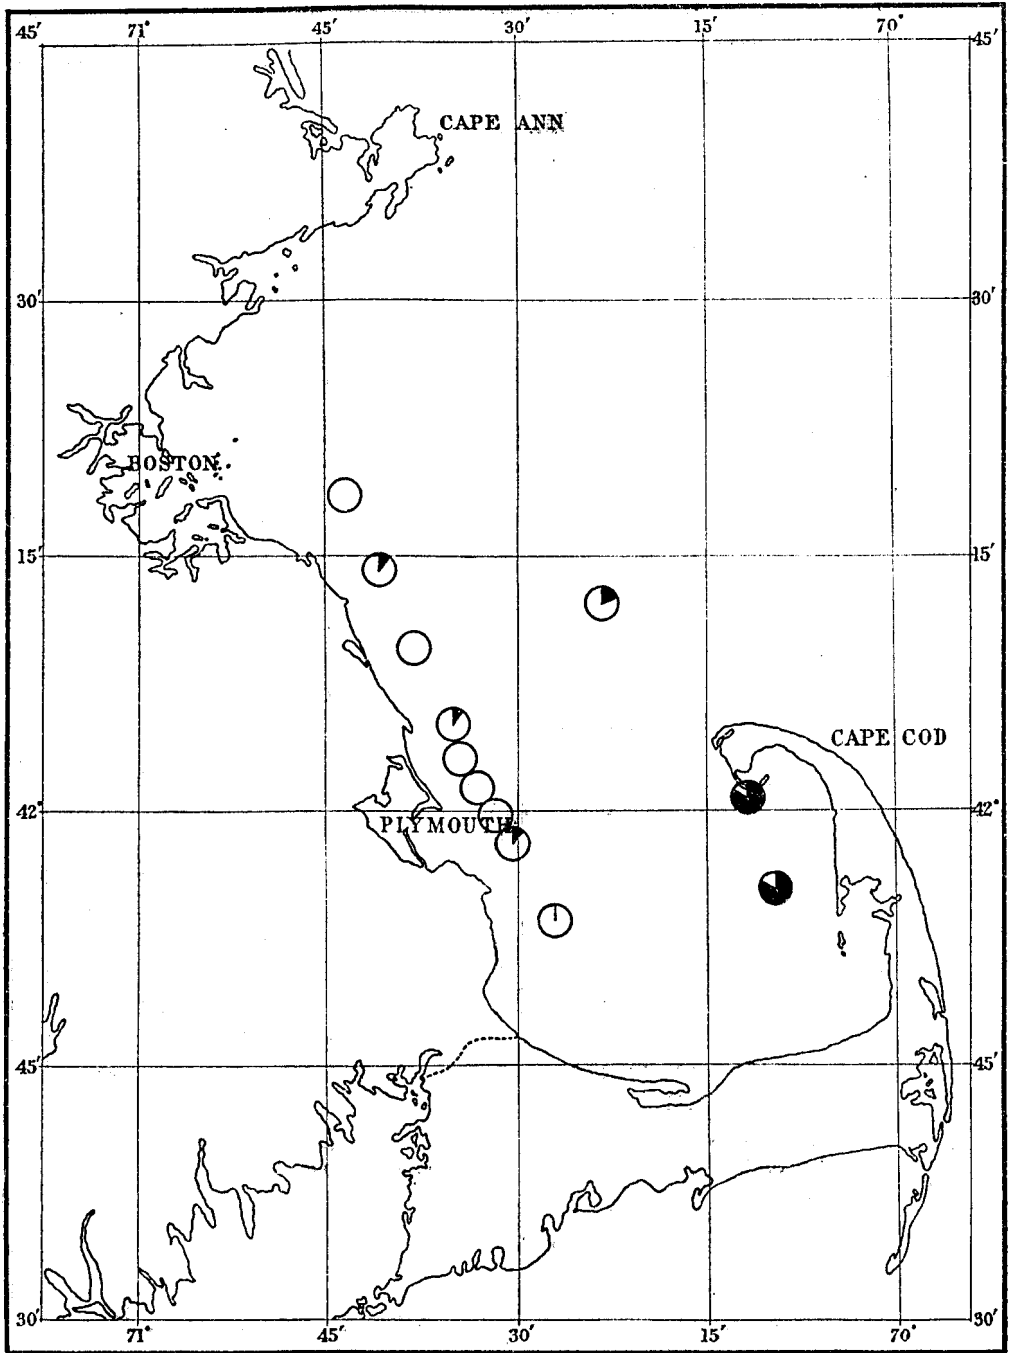 45′ 71° 45′ 30′ 15′ 70° 45′
CAPE ANN
30′ 30′
BOSTON
15′ 15′
CAPE COD
42° 42°
PLYMOUTH
45′ 45′
30′ 30′
71° 45′ 30′ 15′ 70°